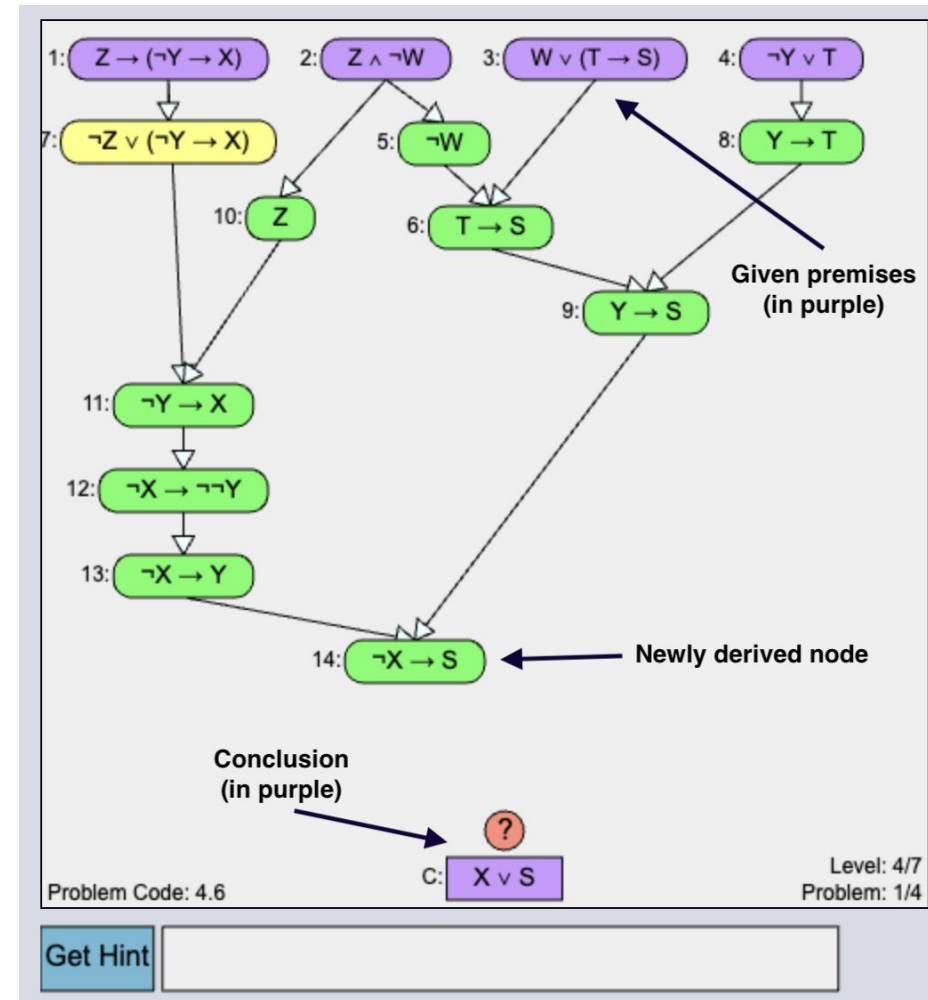 1: Z → (¬Y → X)
2: Z ∧ ¬W
3: W ∨ (T → S)
4: ¬Y ∨ T
7: ¬Z ∨ (¬Y → X)
5: ¬W
8: Y → T
10: Z
6: T → S
Given premises
(in purple)
9: Y → S
11: ¬Y → X
12: ¬X → ¬¬Y
13: ¬X → Y
14: ¬X → S
Newly derived node
Conclusion
(in purple)
?
C: X ∨ S
Problem Code: 4.6
Level: 4/7
Problem: 1/4
Get Hint